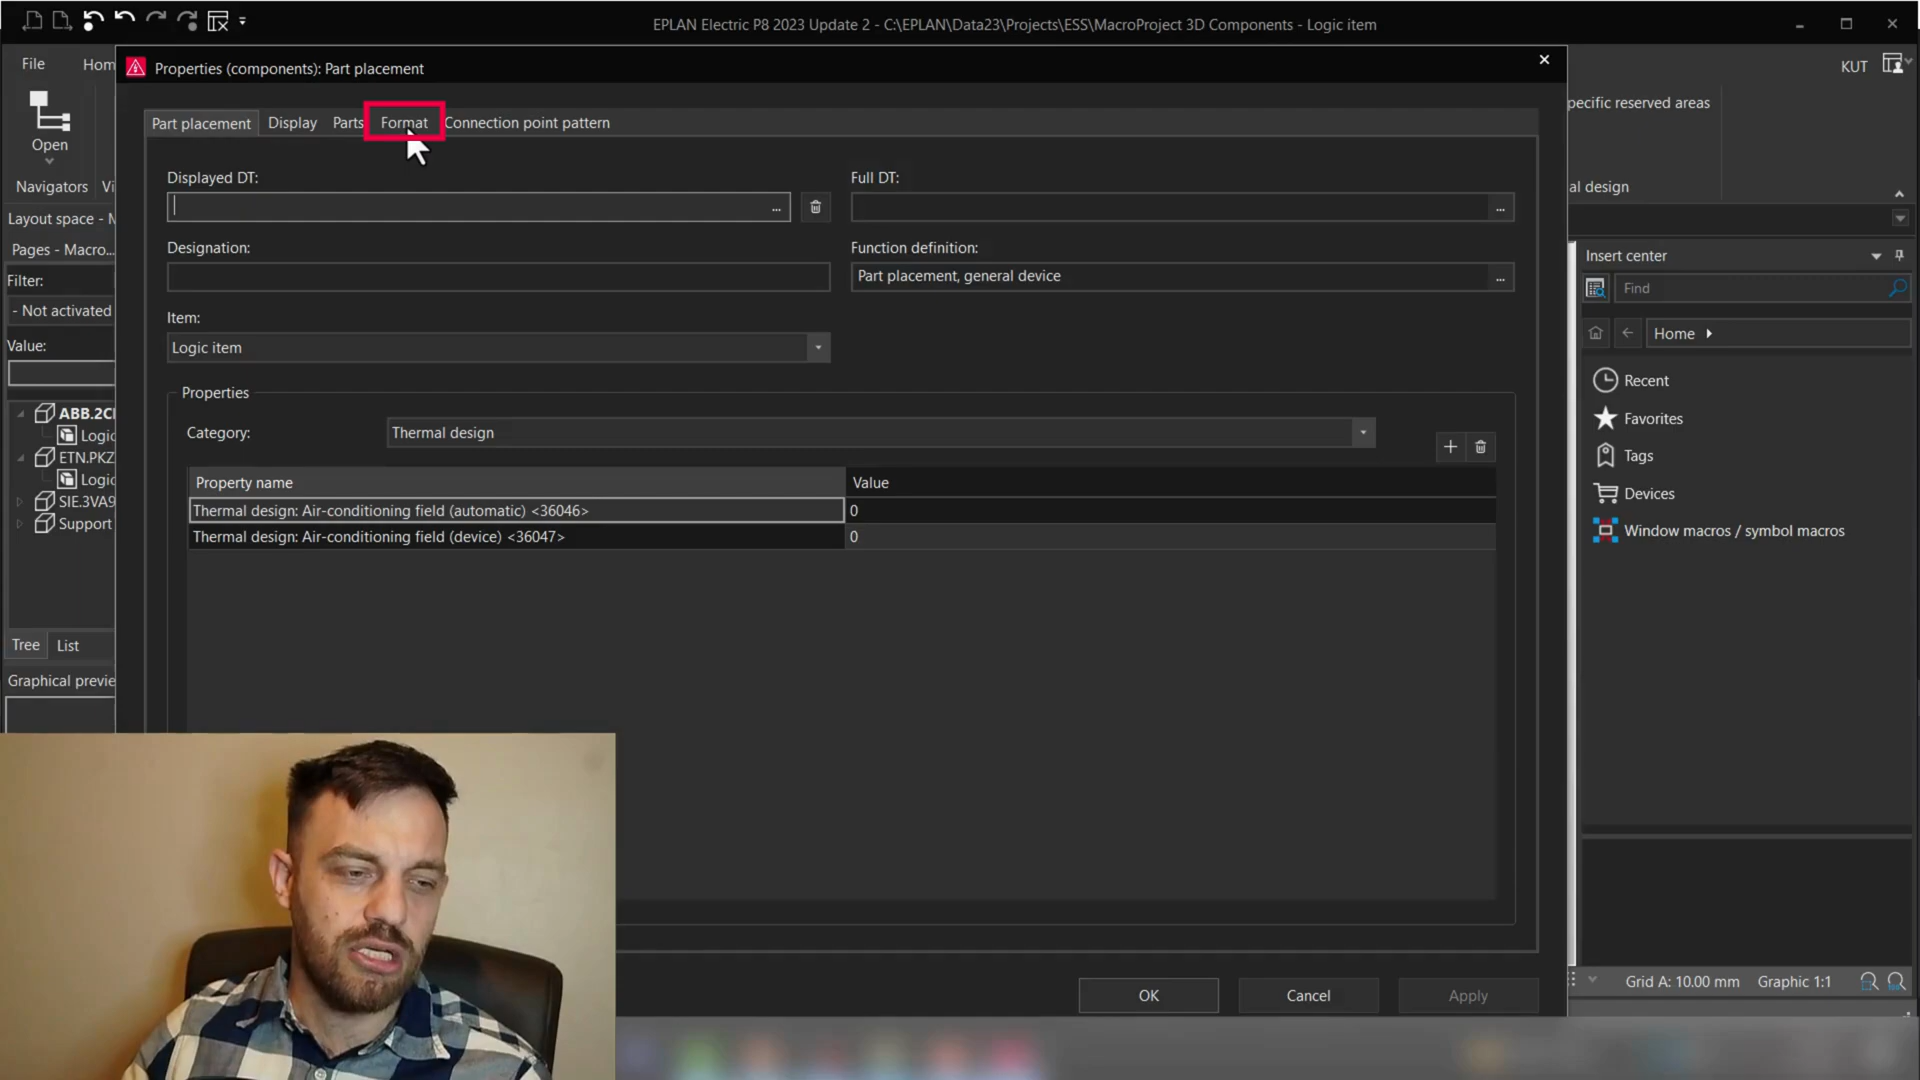 EPLAN Electric P8 2023 Update 2 - C:\EPLAN\Data23\Projects\ESS\MacroProject 3D Components - Logic item
File
Hom
KUT
Properties (components): Part placement
Part placement
Display
Parts
Format
Connection point pattern
Open
Navigators
Vi
pecific reserved areas
al design
Layout space - M
Pages - Macro...
Filter:
- Not activated
Value:
ABB.2CI
Logic
ETN.PKZ
Logic
SIE.3VA9
Support
Tree
List
Graphical previe
Displayed DT:
Full DT:
...
...
Designation:
Function definition:
Part placement, general device
...
Item:
Logic item
Properties
Category:
Thermal design
Property name
Value
Thermal design: Air-conditioning field (automatic) <36046>
0
Thermal design: Air-conditioning field (device) <36047>
0
OK
Cancel
Apply
Insert center
Find
Home
Recent
Favorites
Tags
Devices
Window macros / symbol macros
Grid A: 10.00 mm
Graphic 1:1